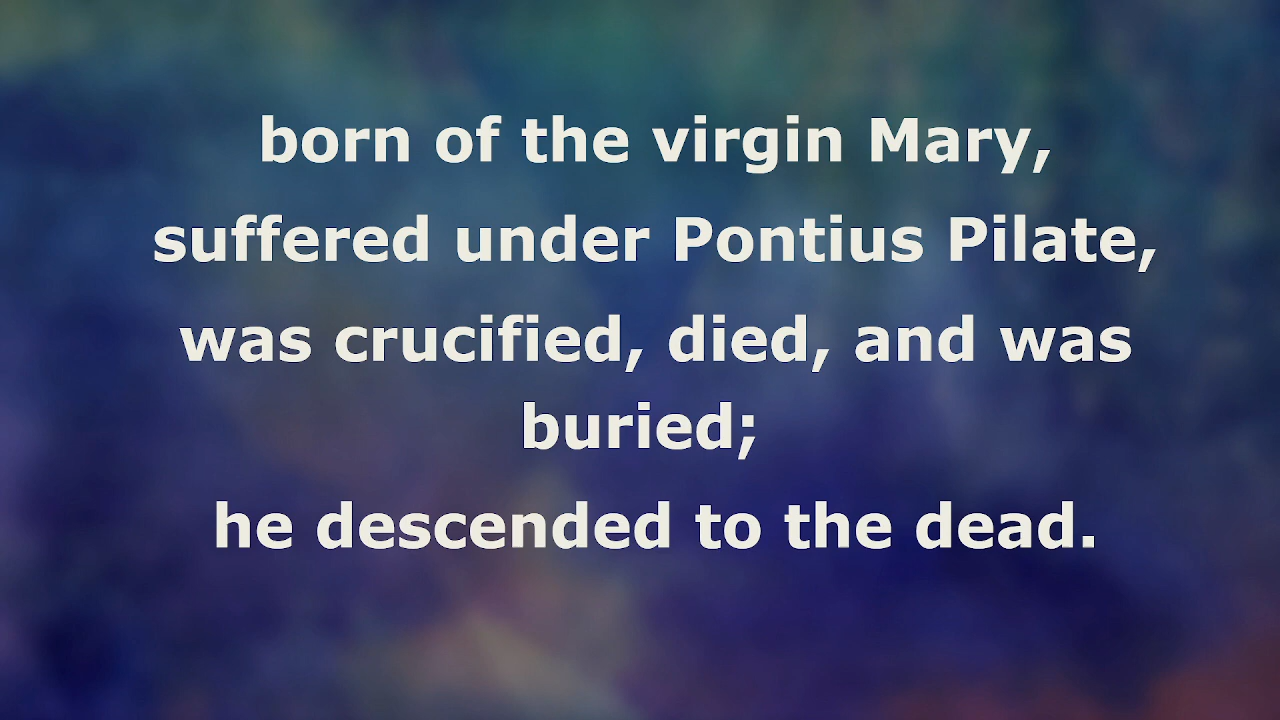 born of the virgin Mary,
suffered under Pontius Pilate,
was crucified, died, and was
buried;
he descended to the dead.